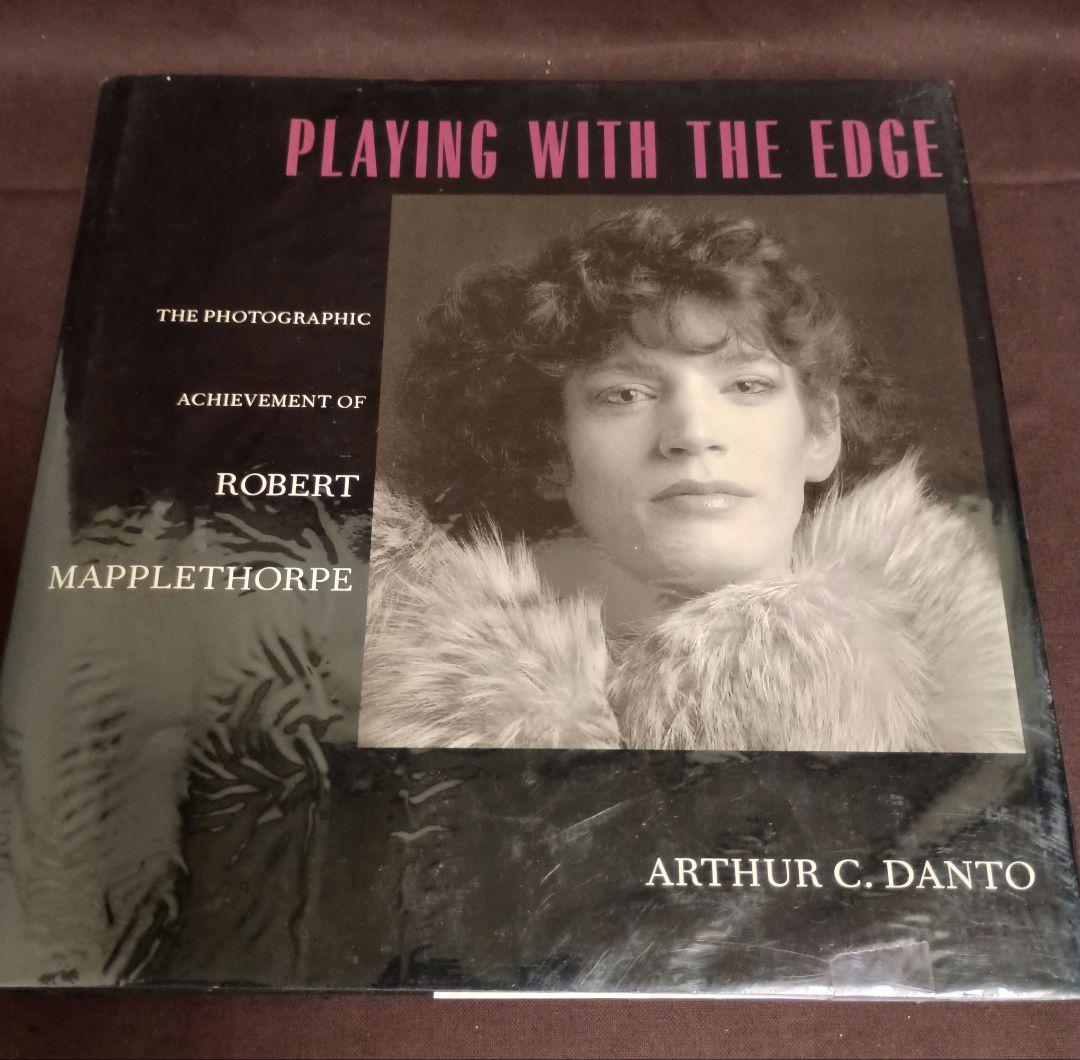 PLAYING WITH THE EDGE
THE PHOTOGRAPHIC
ACHIEVEMENT OF
ROBERT
MAPPLETHORPE
ARTHUR C. DANTO